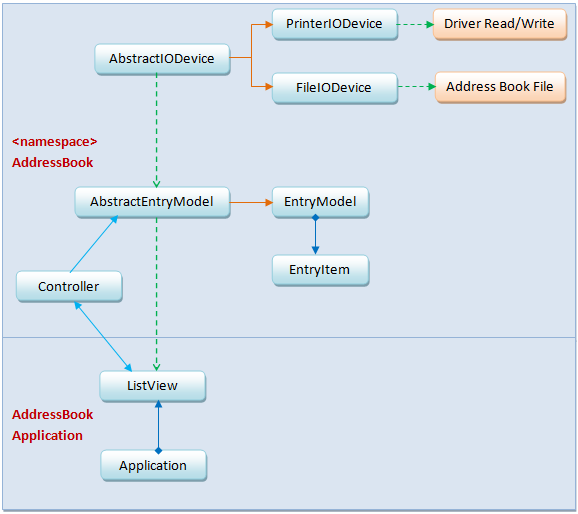 PrinterIODevice
Driver Read/Write
AbstractIODevice
FileIODevice
Address Book File
<namespace>
AddressBook
AbstractEntryModel
EntryModel
EntryItem
Controller
ListView
AddressBook
Application
Application